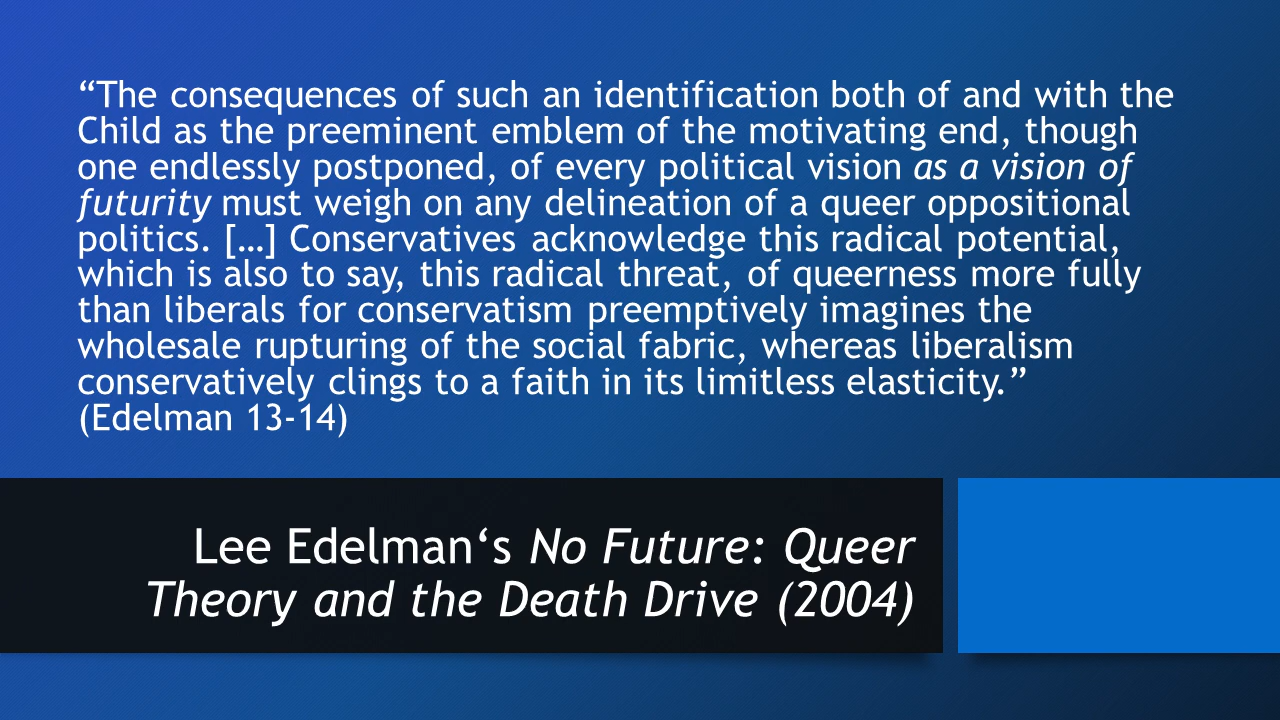 “The consequences of such an identification both of and with the
Child as the preeminent emblem of the motivating end, though
one endlessly postponed, of every political vision as a vision of
futurity must weigh on any delineation of a queer oppositional
politics. […] Conservatives acknowledge this radical potential,
which is also to say, this radical threat, of queerness more fully
than liberals for conservatism preemptively imagines the
wholesale rupturing of the social fabric, whereas liberalism
conservatively clings to a faith in its limitless elasticity.”
(Edelman 13-14)
Lee Edelman‘s No Future: Queer
Theory and the Death Drive (2004)